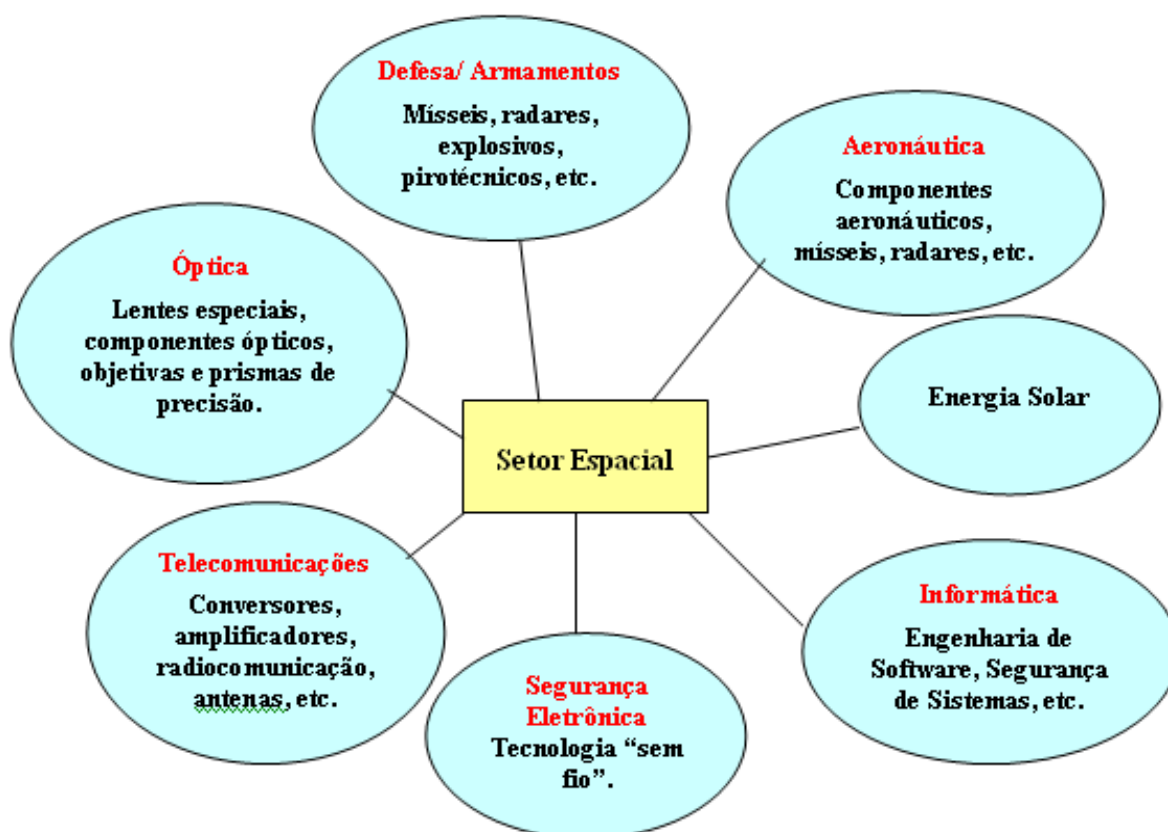 Defesa/ Armamentos
Mísseis, radares,
explosivos,
pirotécnicos, etc.
Aeronáutica
Componentes
aeronáuticos,
mísseis, radares, etc.
Óptica
Lentes especiais,
componentes ópticos,
objetivas e prismas de
precisão.
Energia Solar
Setor Espacial
Telecomunicações
Conversores,
amplificadores,
radiocomunicação,
antenas, etc.
Segurança
Eletrônica
Tecnologia “sem
fio”.
Informática
Engenharia de
Software, Segurança
de Sistemas, etc.